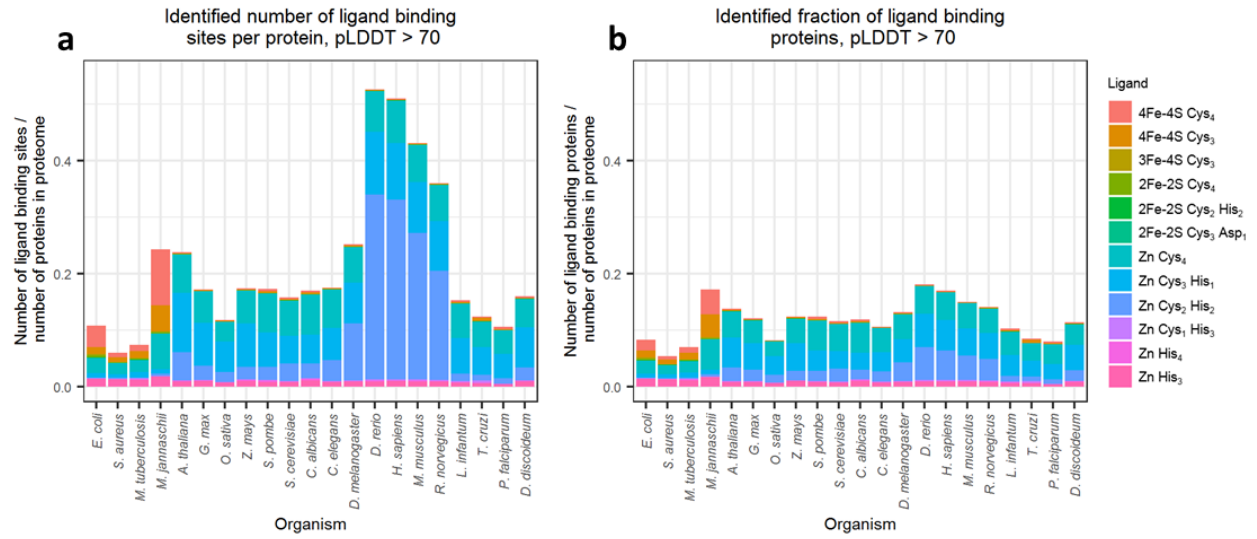 a
Identified number of ligand binding
sites per protein, pLDDT > 70
Number of ligand binding sites /
number of proteins in proteome
0.4
0.2
0.0
E. coli
S. aureus
M. tuberculosis
M. jannaschii
A. thaliana
G. max
O. sativa
Z. mays
S. pombe
S. cerevisiae
C. albicans
C. elegans
D. melanogaster
D. rerio
H. sapiens
M. musculus
R. norvegicus
L. infantum
T. cruzi
P. falciparum
D. discoideum
Organism
b
Identified fraction of ligand binding
proteins, pLDDT > 70
Number of ligand binding proteins /
number of proteins in proteome
0.4
0.2
0.0
E. coli
S. aureus
M. tuberculosis
M. jannaschii
A. thaliana
G. max
O. sativa
Z. mays
S. pombe
S. cerevisiae
C. albicans
C. elegans
D. melanogaster
D. rerio
H. sapiens
M. musculus
R. norvegicus
L. infantum
T. cruzi
P. falciparum
D. discoideum
Organism
Ligand
4Fe-4S Cys₄
4Fe-4S Cys₃
3Fe-4S Cys₃
2Fe-2S Cys₄
2Fe-2S Cys₂ His₂
2Fe-2S Cys₃ Asp₁
Zn Cys₄
Zn Cys₃ His₁
Zn Cys₂ His₂
Zn Cys₁ His₃
Zn His₄
Zn His₃